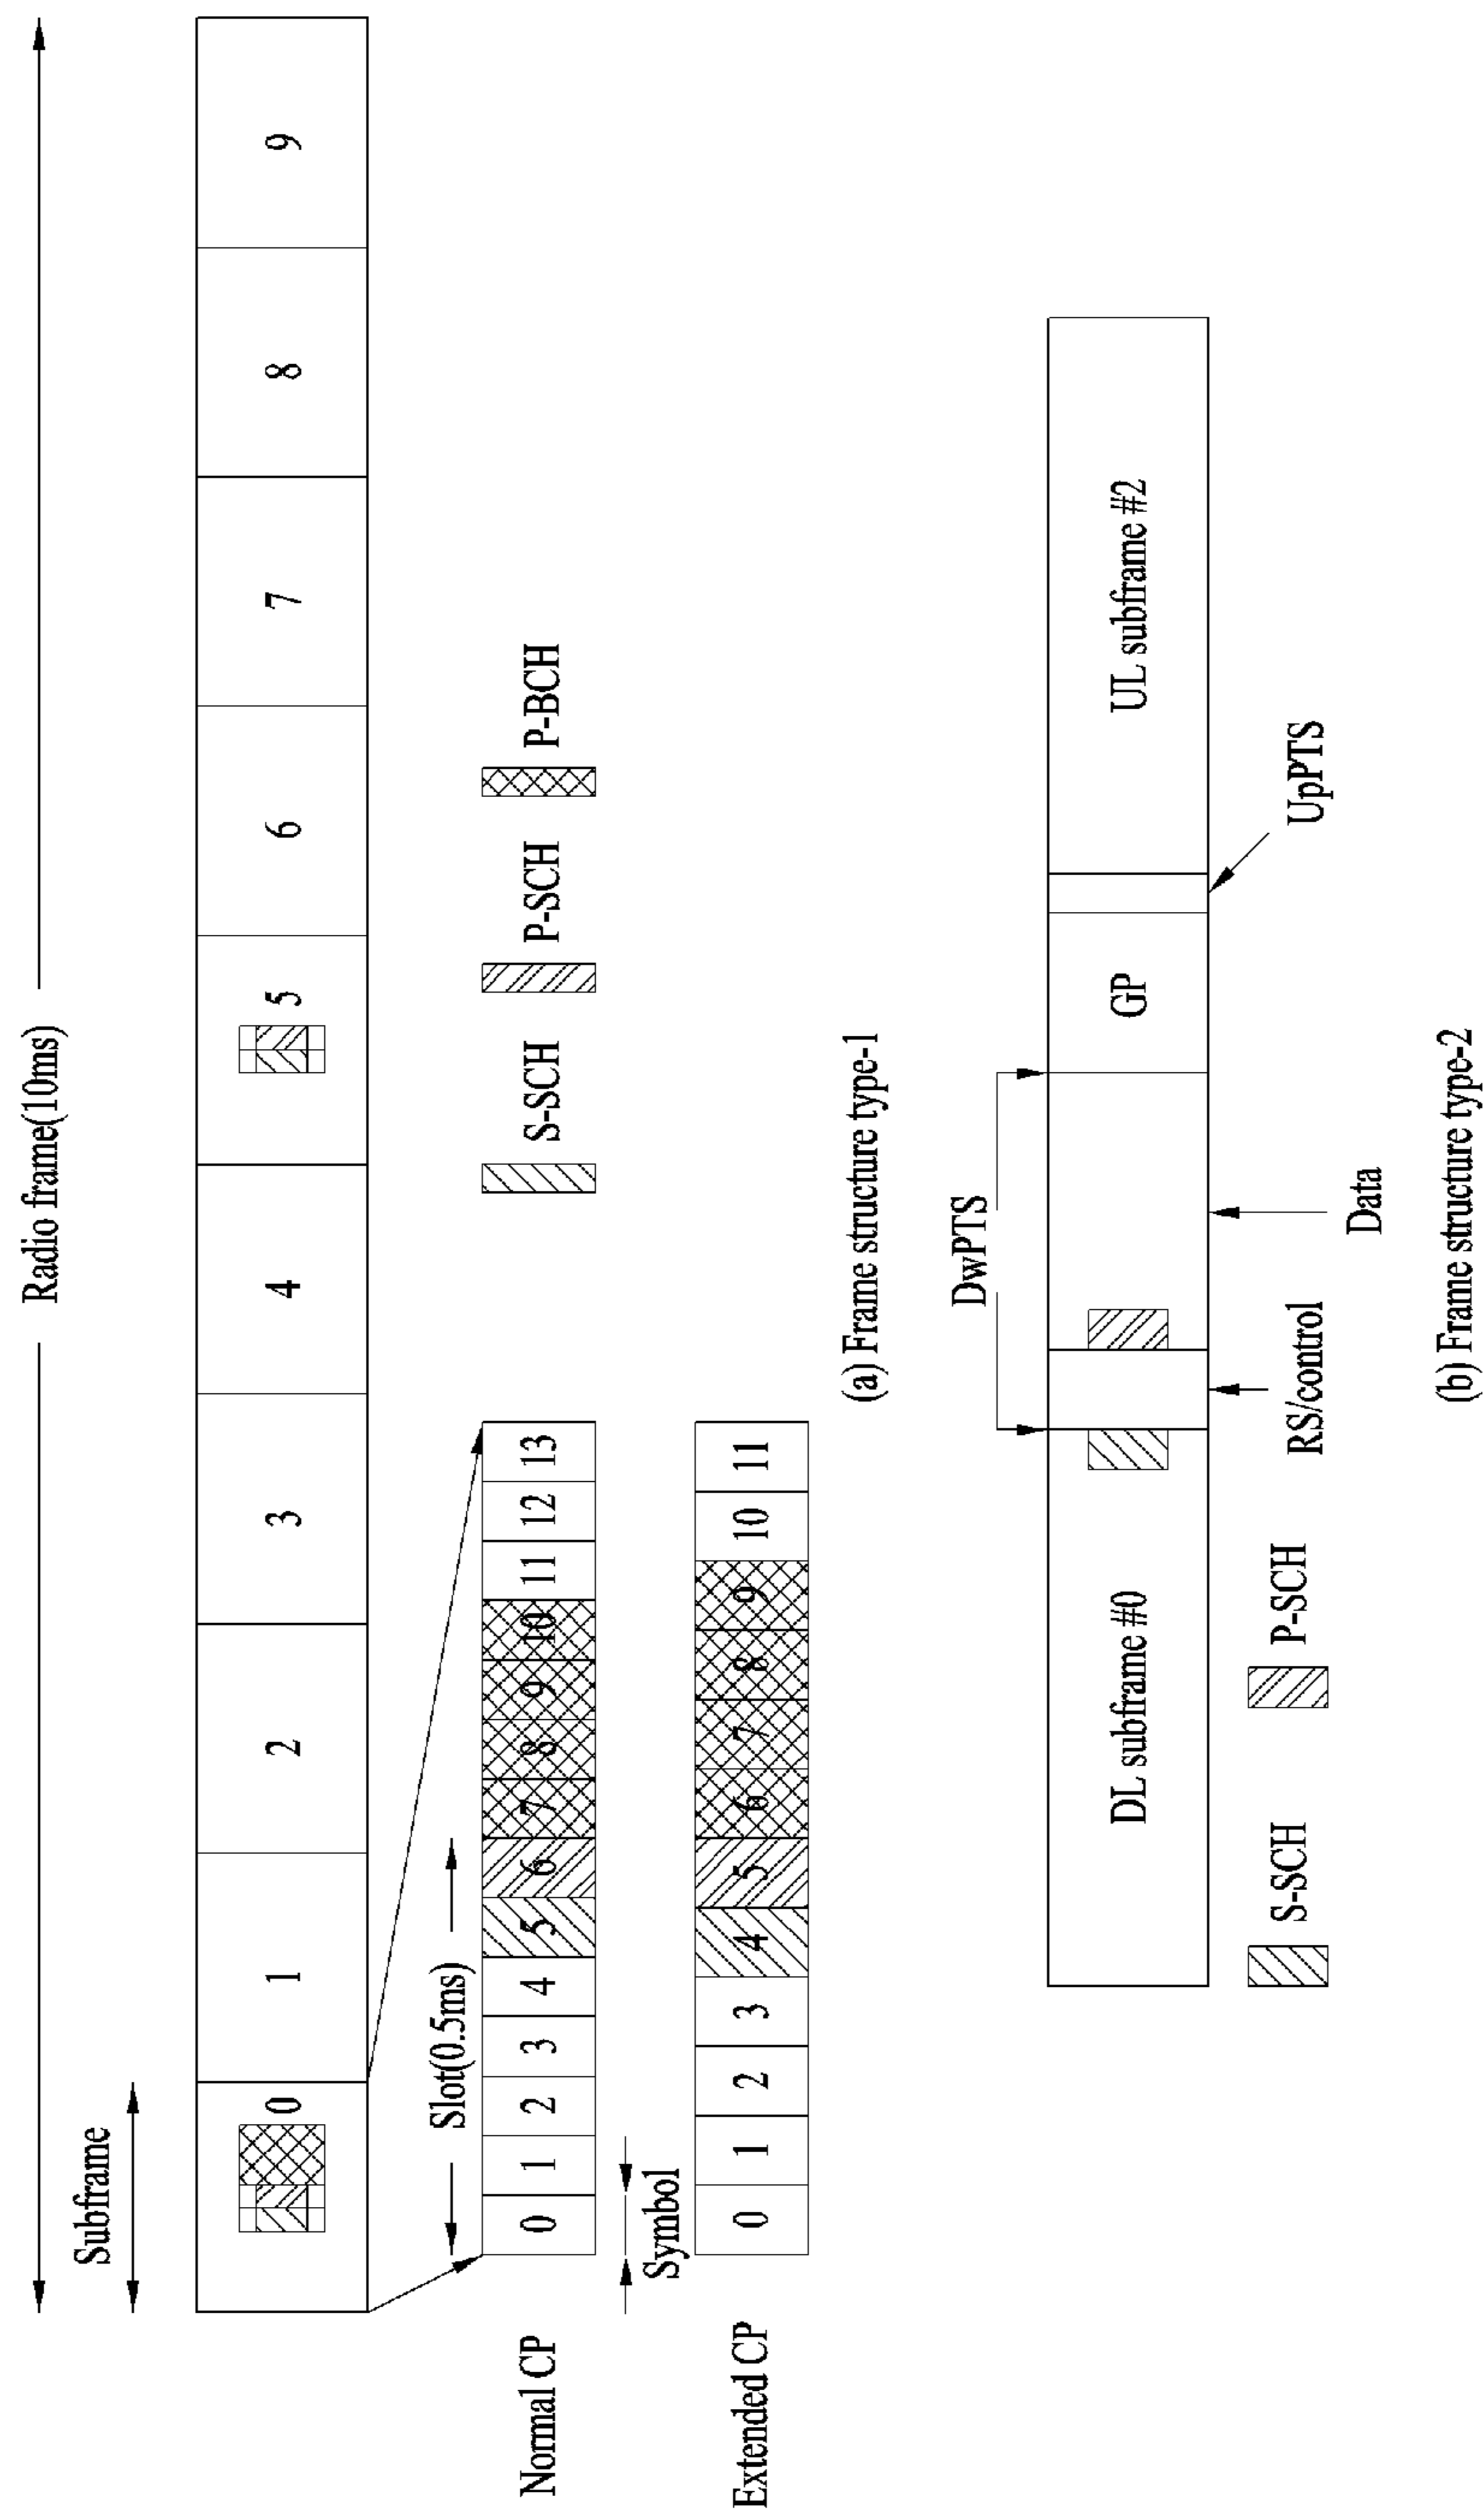 Radio frame(10ms)
Subframe
0 1 2 3 4 5 6 7 8 9
Slot(0.5ms)
Normal CP 0 1 2 3 4 5 6 7 8 9 10 11 12 13
S-SCH P-SCH P-BCH
Symbol
Extended CP 0 1 2 3 4 5 6 7 8 9 10 11
(a) Frame structure type-1
DwPTS
DL subframe #0 GP UL subframe #2
S-SCH P-SCH RS/control UpPTS
Data
(b) Frame structure type-2